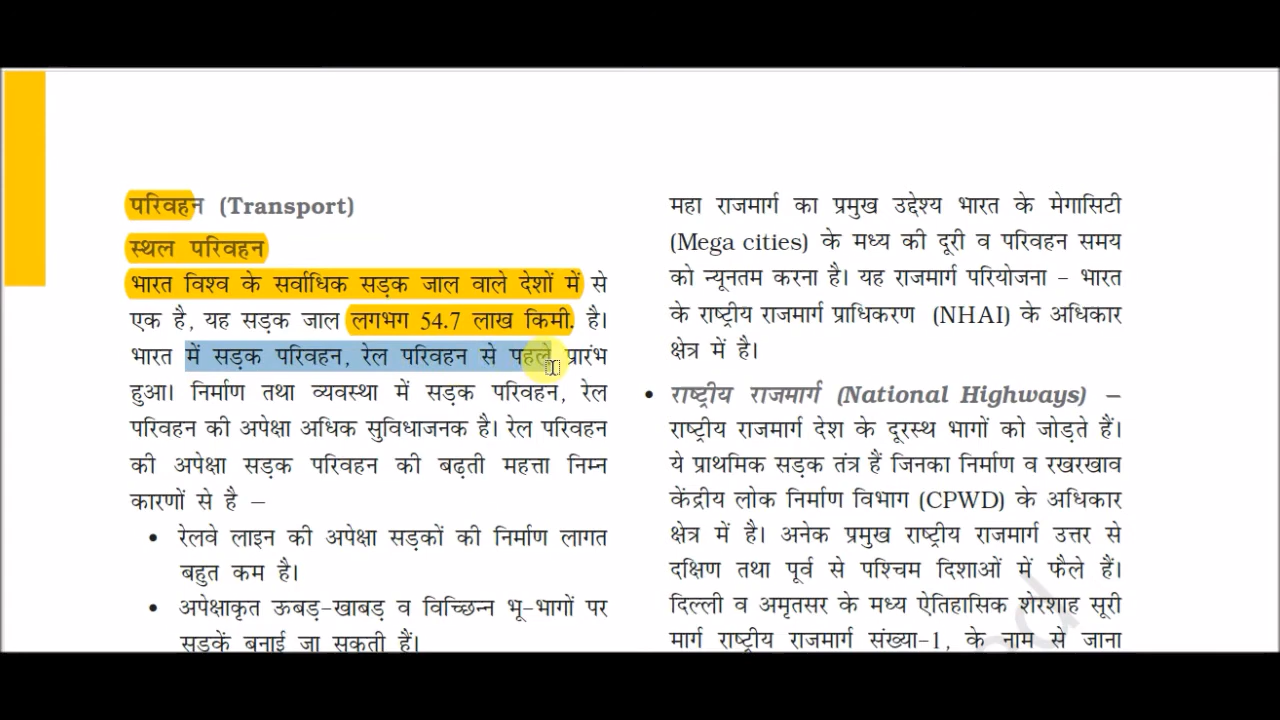 परिवहन (Transport)
स्थल परिवहन
भारत विश्व के सर्वाधिक सड़क जाल वाले देशों में से
एक है, यह सड़क जाल लगभग 54.7 लाख किमी. है।
भारत में सड़क परिवहन, रेल परिवहन से पहले प्रारंभ
हुआ। निर्माण तथा व्यवस्था में सड़क परिवहन, रेल
परिवहन की अपेक्षा अधिक सुविधाजनक है। रेल परिवहन
की अपेक्षा सड़क परिवहन की बढ़ती महत्ता निम्न
कारणों से है –
• रेलवे लाइन की अपेक्षा सड़कों की निर्माण लागत
बहुत कम है।
• अपेक्षाकृत ऊबड़-खाबड़ व विच्छिन्न भू-भागों पर
सड़कें बनाई जा सकती हैं।
महा राजमार्ग का प्रमुख उद्देश्य भारत के मेगासिटी
(Mega cities) के मध्य की दूरी व परिवहन समय
को न्यूनतम करना है। यह राजमार्ग परियोजना – भारत
के राष्ट्रीय राजमार्ग प्राधिकरण (NHAI) के अधिकार
क्षेत्र में है।
• राष्ट्रीय राजमार्ग (National Highways) –
राष्ट्रीय राजमार्ग देश के दूरस्थ भागों को जोड़ते हैं।
ये प्राथमिक सड़क तंत्र हैं जिनका निर्माण व रखरखाव
केंद्रीय लोक निर्माण विभाग (CPWD) के अधिकार
क्षेत्र में है। अनेक प्रमुख राष्ट्रीय राजमार्ग उत्तर से
दक्षिण तथा पूर्व से पश्चिम दिशाओं में फैले हैं।
दिल्ली व अमृतसर के मध्य ऐतिहासिक शेरशाह सूरी
मार्ग राष्ट्रीय राजमार्ग संख्या-1, के नाम से जाना